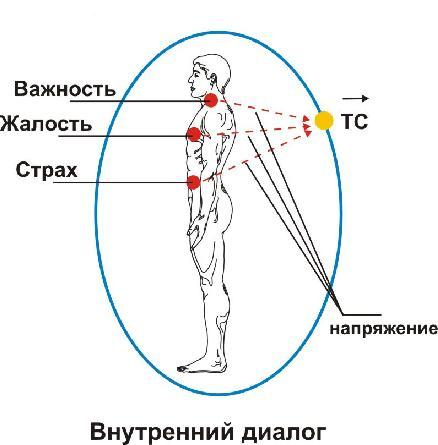 Важность
Жалость
ТС
Страх
напряжение
Внутренний диалог